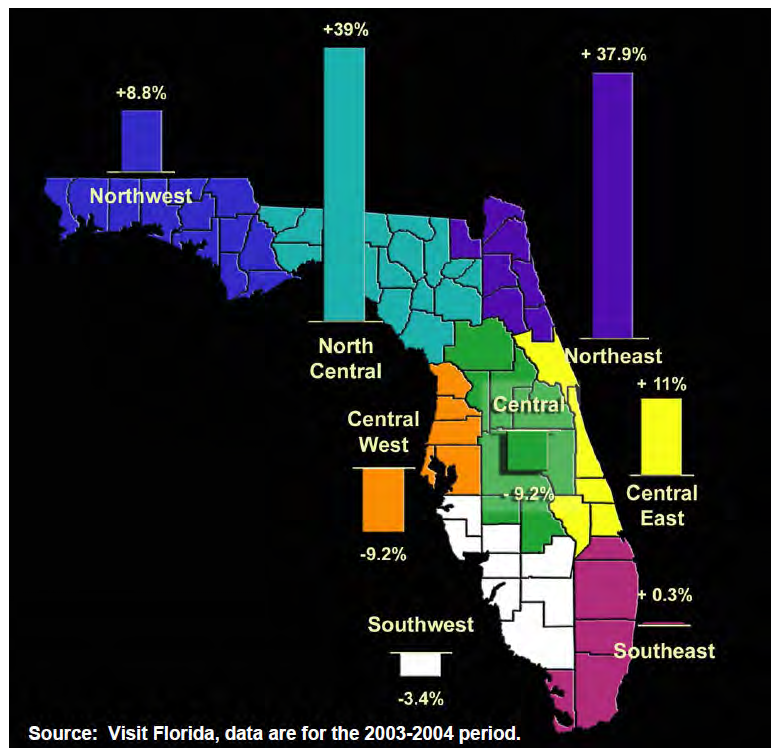 +39%
+ 37.9%
+8.8%
Northwest
North
Central
Northeast
+ 11%
Central
Central
West
- 9.2%
Central
East
-9.2%
+ 0.3%
Southwest
Southeast
-3.4%
Source:  Visit Florida, data are for the 2003-2004 period.